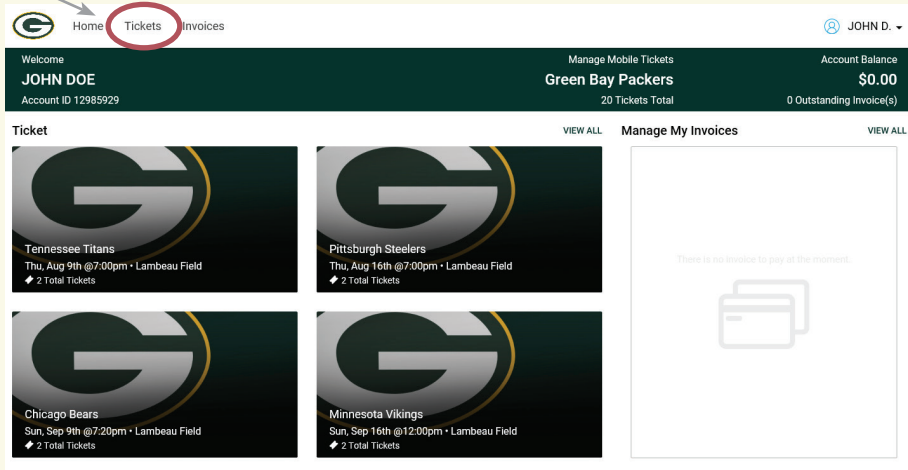 Home Tickets Invoices
JOHN D.
Welcome
JOHN DOE
Account ID 12985929
Manage Mobile Tickets
Green Bay Packers
20 Tickets Total
Account Balance
$0.00
0 Outstanding Invoice(s)
Ticket
VIEW ALL
Tennessee Titans
Thu, Aug 9th @7:00pm • Lambeau Field
2 Total Tickets
Pittsburgh Steelers
Thu, Aug 16th @7:00pm • Lambeau Field
2 Total Tickets
Chicago Bears
Sun, Sep 9th @7:20pm • Lambeau Field
2 Total Tickets
Minnesota Vikings
Sun, Sep 16th @12:00pm • Lambeau Field
2 Total Tickets
Manage My Invoices
VIEW ALL
There is no invoice to pay at the moment.